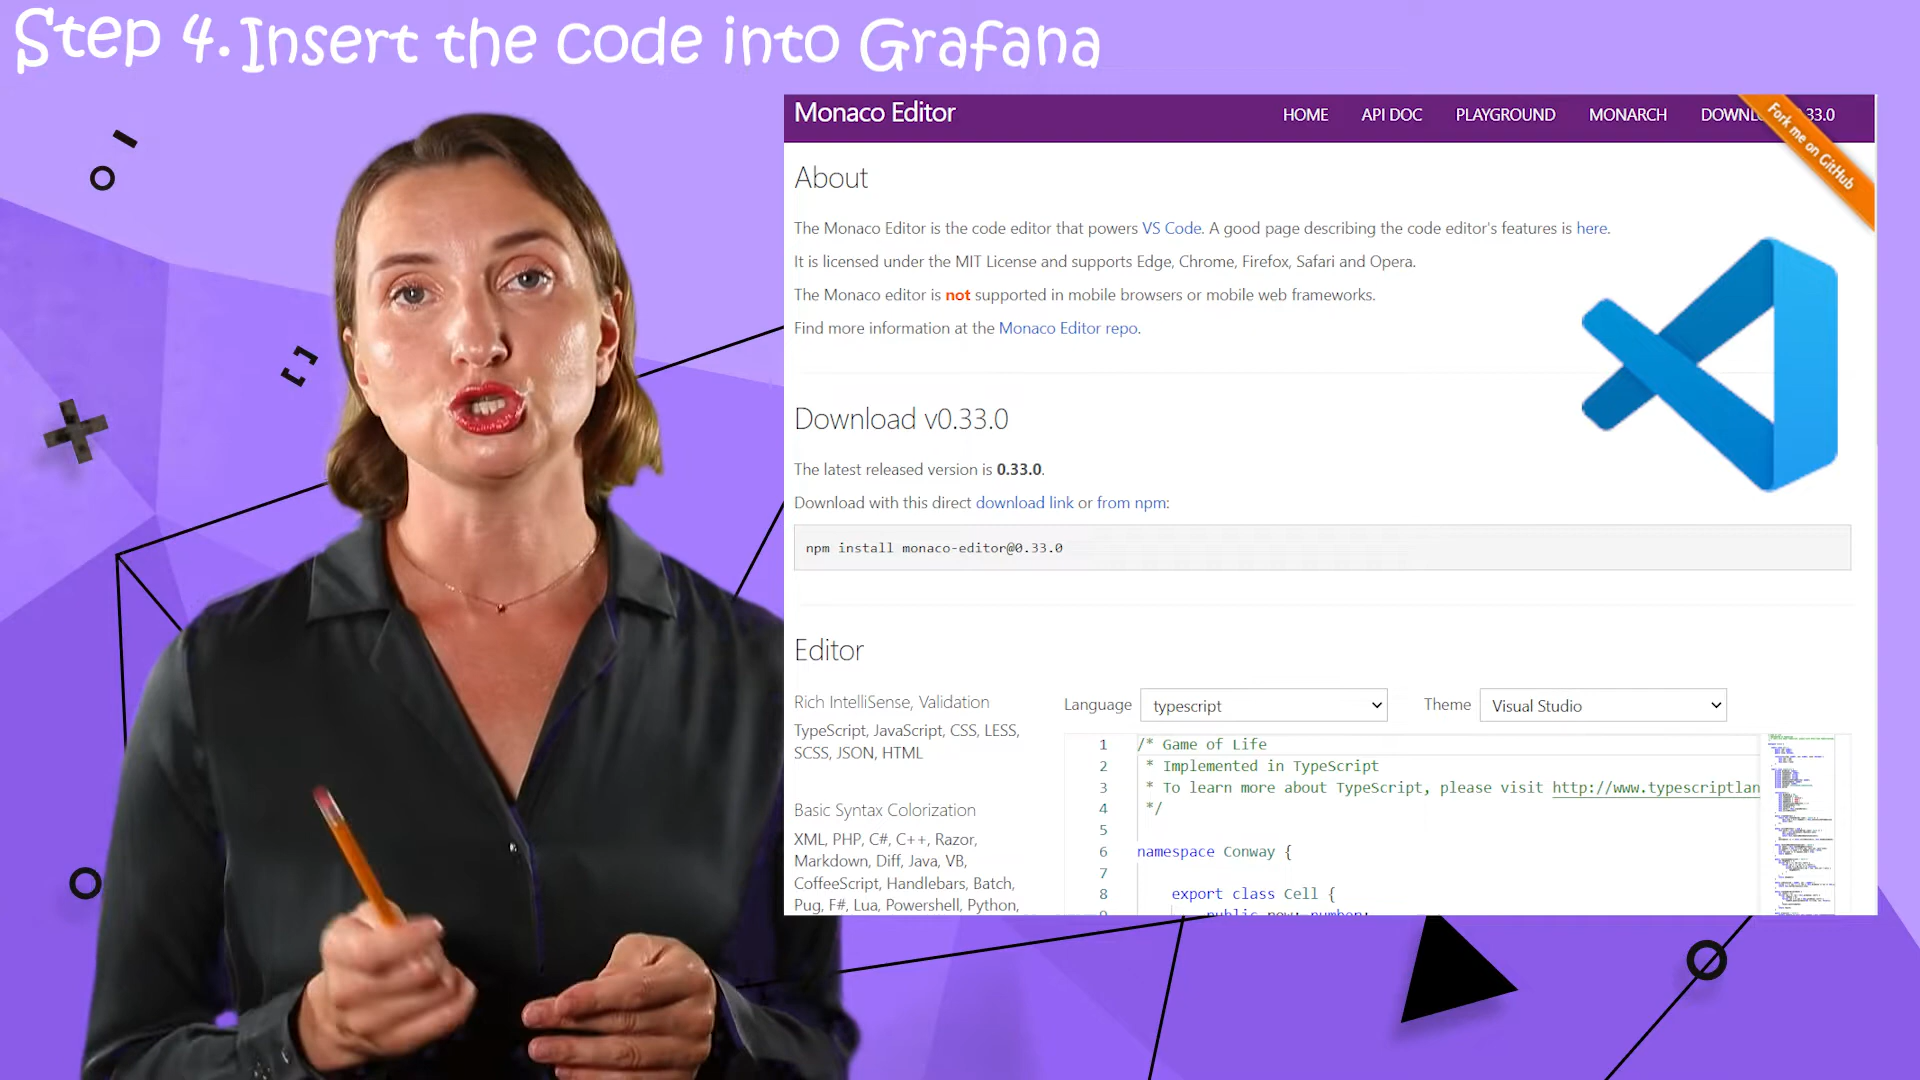 Step 4. Insert the code into Grafana
Monaco Editor
HOME
API DOC
PLAYGROUND
MONARCH
33.0
Fork me on GitHub
About
The Monaco Editor is the code editor that powers VS Code. A good page describing the code editor's features is here.
It is licensed under the MIT License and supports Edge, Chrome, Firefox, Safari and Opera.
The Monaco editor is not supported in mobile browsers or mobile web frameworks.
Find more information at the Monaco Editor repo.
Download v0.33.0
The latest released version is 0.33.0.
Download with this direct download link or from npm:
npm install monaco-editor@0.33.0
Editor
Rich IntelliSense, Validation
TypeScript, JavaScript, CSS, LESS,
SCSS, JSON, HTML
Basic Syntax Colorization
XML, PHP, C#, C++, Razor,
Markdown, Diff, Java, VB,
CoffeeScript, Handlebars, Batch,
Pug, F#, Lua, Powershell, Python,
Language typescript
Theme Visual Studio
1 /* Game of Life
2 * Implemented in TypeScript
3 * To learn more about TypeScript, please visit http://www.typescriptlan
4 */
5
6 namespace Conway {
7
8 export class Cell {
9 public row: number;